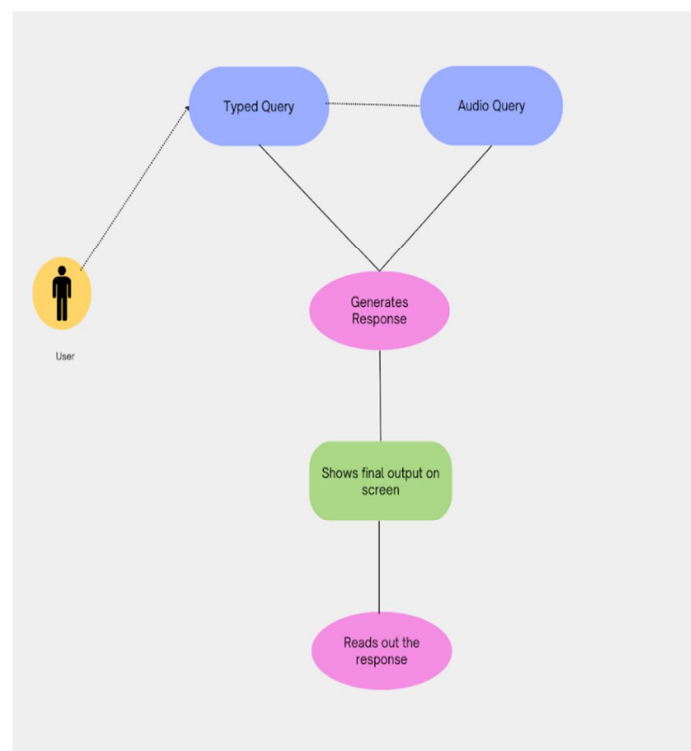 Typed Query
Audio Query
User
Generates
Response
Shows final output on
screen
Reads out the
response